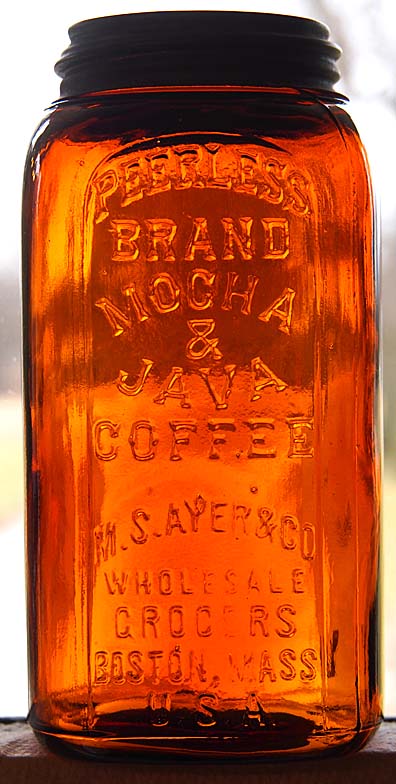 PEERLESS
BRAND
MOCHA
&
JAVA
COFFEE
M.S. AYER & CO
WHOLESALE
GROCERS
BOSTON, MASS
U.S.A.